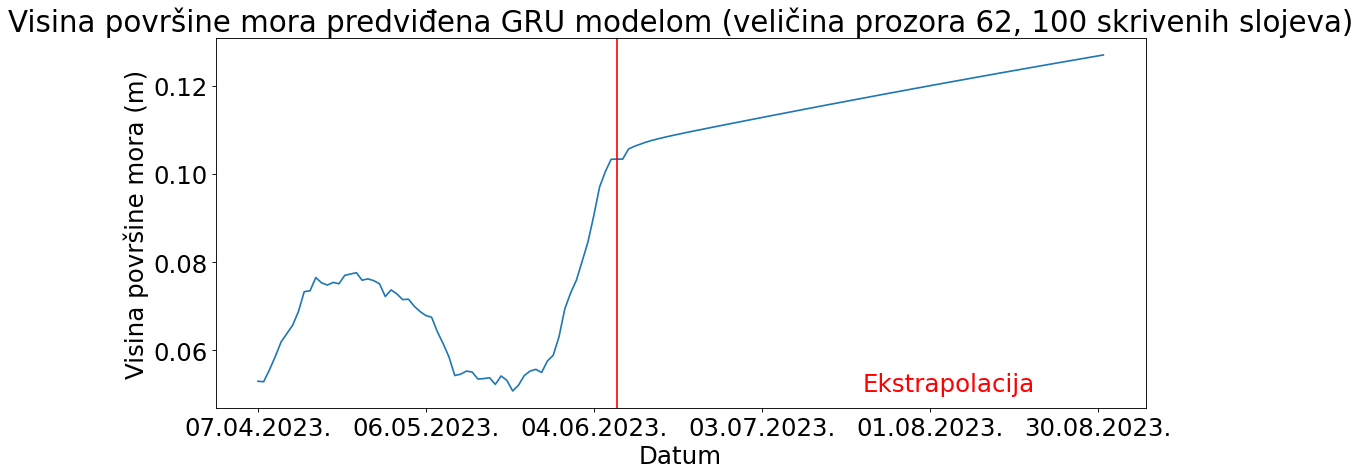 Visina površine mora predviđena GRU modelom (veličina prozora 62, 100 skrivenih slojeva)
Visina površine mora (m)
0.12
0.10
0.08
0.06
Ekstrapolacija
07.04.2023. 06.05.2023. 04.06.2023. 03.07.2023. 01.08.2023. 30.08.2023.
Datum